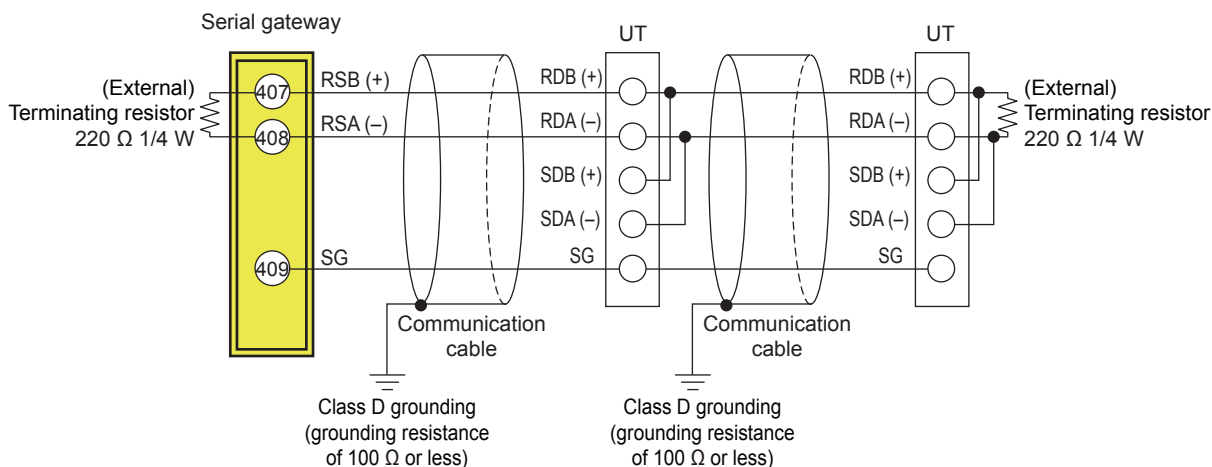 Serial gateway
UT
UT
(External)
Terminating resistor
220 Ω 1/4 W
407
408
409
RSB (+)
RSA (–)
SG
RDB (+)
RDA (–)
SDB (+)
SDA (–)
SG
RDB (+)
RDA (–)
SDB (+)
SDA (–)
SG
(External)
Terminating resistor
220 Ω 1/4 W
Communication
cable
Communication
cable
Class D grounding
(grounding resistance
of 100 Ω or less)
Class D grounding
(grounding resistance
of 100 Ω or less)